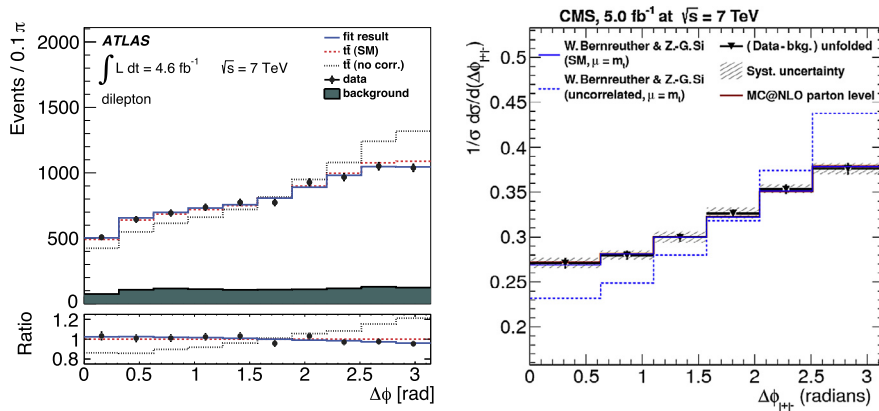 ATLAS
∫ L dt = 4.6 fb⁻¹ √s = 7 TeV
dilepton
fit result
tt̄ (SM)
tt̄ (no corr.)
data
background
Events / 0.1 π
2000
1500
1000
500
0
Ratio
1.2
1
0.8
0 0.5 1 1.5 2 2.5 3
Δϕ [rad]
CMS, 5.0 fb⁻¹ at √s = 7 TeV
W. Bernreuther & Z.-G.Si
(SM, μ = mₜ)
W. Bernreuther & Z.-G.Si
(uncorrelated, μ = mₜ)
(Data-bkg.) unfolded
Syst. uncertainty
MC@NLO parton level
1/σ dσ/d(Δϕl+l-)
0.5
0.45
0.4
0.35
0.3
0.25
0.2
0 0.5 1 1.5 2 2.5 3
Δϕl+l- (radians)